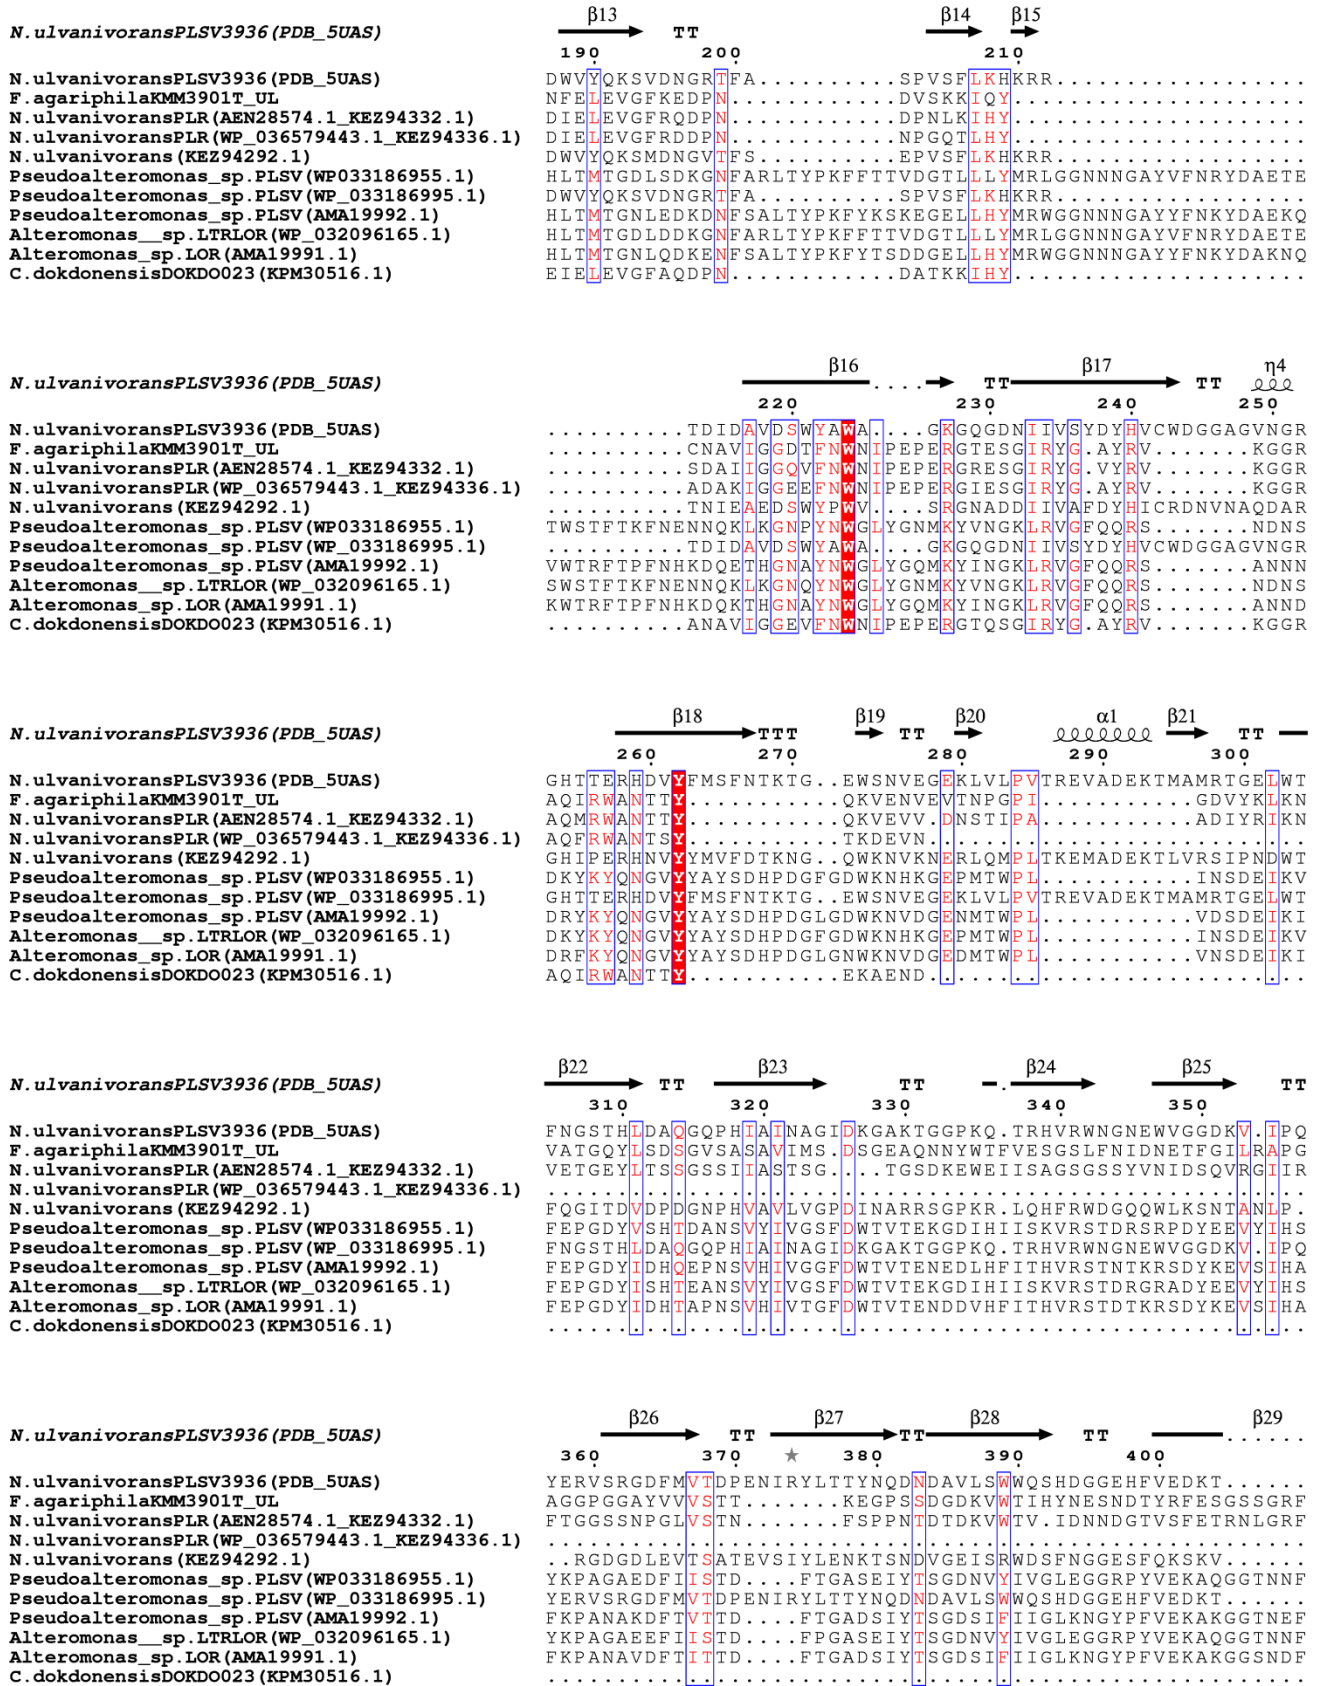 β13 β14 β15
N.ulvanivoransPLSV3936(PDB_5UAS) TT
190 200 210
N.ulvanivoransPLSV3936(PDB_5UAS) DWVYQKSVDNGRTFA..........SPVSFLKHKRR..................
F.agariphilaKMM3901T_UL NFELEVGFKEDPN............DVSKKIQY.....................
N.ulvanivoransPLR(AEN28574.1_KEZ94332.1) DIELEVGFRQDPN............DPNLKIHY.....................
N.ulvanivoransPLR(WP_036579443.1_KEZ94336.1) DIELEVGFRDDPN............NPGQTLHY.....................
N.ulvanivorans(KEZ94292.1) DWVYQKSMDNGVTFS..........EPVSFLKHKRR..................
Pseudoalteromonas_sp.PLSV(WP033186955.1) HLTMTGDLSDKGNFARLTYPKFFTTVDGTLLLYMRLGGNNNGAYVFNRYDAETE
Pseudoalteromonas_sp.PLSV(WP_033186995.1) DWVYQKSVDNGRTFA..........SPVSFLKHKRR..................
Pseudoalteromonas_sp.PLSV(AMA19992.1) HLTMTGNLEDKDNFSALTYPKFYKSKEGELLHYMRWGGNNNGAYYFNKYDAEKQ
Alteromonas__sp.LTRLOR(WP_032096165.1) HLTMTGDLDDKGNFARLTYPKFFTTVDGTLLLYMRLGGNNNGAYVFNRYDAETE
Alteromonas_sp.LOR(AMA19991.1) HLTMTGNLQDKENFSALTYPKFYTSDDGELLHYMRWGGNNNGAYYFNKYDAKNQ
C.dokdonensisDOKDO023(KPM30516.1) EIELEVGFAQDPN............DATKKIHY.....................
β16 β17 η4
N.ulvanivoransPLSV3936(PDB_5UAS) .... TT TT
220 230 240 250
N.ulvanivoransPLSV3936(PDB_5UAS) ..........TDIDAVDSWYAWA....GKGQGDNIIVSYDYHVCWDGGAGVNGR
F.agariphilaKMM3901T_UL ..........CNAVIGGDTFNWNIPEPERGTESGIRYG.AYRV.......KGGR
N.ulvanivoransPLR(AEN28574.1_KEZ94332.1) ..........SDAIIGGQVFNWNIPEPERGRESGIRYG.VYRV.......KGGR
N.ulvanivoransPLR(WP_036579443.1_KEZ94336.1) ..........ADAKIGGEEFNWNIPEPERGIESGIRYG.AYRV.......KGGR
N.ulvanivorans(KEZ94292.1) ..........TNIEAEDSWYPWV....SRGNADDIIVAFDYHICRDNVNAQDAR
Pseudoalteromonas_sp.PLSV(WP033186955.1) TWSTFTKFNENNQKLKGNPYNWGLYGNMKYVNGKLRVGFQQRS.......NDNS
Pseudoalteromonas_sp.PLSV(WP_033186995.1) ..........TDIDAVDSWYAWA....GKGQGDNIIVSYDYHVCWDGGAGVNGR
Pseudoalteromonas_sp.PLSV(AMA19992.1) VWTRFTPFNHKDQETHGNAYNWGLYGQMKYINGKLRVGFQQRS.......ANNN
Alteromonas__sp.LTRLOR(WP_032096165.1) SWSTFTKFNENNQKLKGNQYNWGLYGNMKYINGKLRVGFQQRS.......NDNS
Alteromonas_sp.LOR(AMA19991.1) KWTRFTPFNHKDQKTHGNAYNWGLYGQMKYINGKLRVGFQQRS.......ANND
C.dokdonensisDOKDO023(KPM30516.1) ..........ANAVIGGEVFNWNIPEPERGTQSGIRYG.AYRV.......KGGR
β18 β19 β20 α1 β21
N.ulvanivoransPLSV3936(PDB_5UAS) TTT TT TT
260 270 280 290 300
N.ulvanivoransPLSV3936(PDB_5UAS) GHTTERHDVYFMSFNTKTG..EWSNVEGEKLVLPVTREVADEKTMAMRTGELWT
F.agariphilaKMM3901T_UL AQIRWANTTY...........QKVENVEVTNPGPI...........GDVYKLKN
N.ulvanivoransPLR(AEN28574.1_KEZ94332.1) AQMRWANTTY...........QKVEVV.DNSTIPA...........ADIYRIKN
N.ulvanivoransPLR(WP_036579443.1_KEZ94336.1) AQFRWANTSY...........TKDEVN...........................
N.ulvanivorans(KEZ94292.1) GHIPERHNVYYMVFDTKNG..QWKNVKNERLQMPLTKEMADEKTLVRSIPNDWT
Pseudoalteromonas_sp.PLSV(WP033186955.1) DKYKYQNGVYYAYSDHPDGFGDWKNHKGEPMTWPL...........INSDEIKV
Pseudoalteromonas_sp.PLSV(WP_033186995.1) GHTTERHDVYFMSFNTKTG..EWSNVEGEKLVLPVTREVADEKTMAMRTGELWT
Pseudoalteromonas_sp.PLSV(AMA19992.1) DRYKYQNGVYYAYSDHPDGLGDWKNVDGENMTWPL...........VDSDEIKI
Alteromonas__sp.LTRLOR(WP_032096165.1) DKYKYQNGVYYAYSDHPDGFGDWKNHKGEPMTWPL...........INSDEIKV
Alteromonas_sp.LOR(AMA19991.1) DRFKYQNGVYYAYSDHPDGLGNWKNVDGEDMTWPL...........VNSDEIKI
C.dokdonensisDOKDO023(KPM30516.1) AQIRWANTTY...........EKAEND...........................
β22 β23 β24 β25
N.ulvanivoransPLSV3936(PDB_5UAS) TT TT . TT
310 320 330 340 350
N.ulvanivoransPLSV3936(PDB_5UAS) FNGSTHLDAQGQPHIAINAGIDKGAKTGGPKQ.TRHVRWNGNEWVGGDKV.IPQ
F.agariphilaKMM3901T_UL VATGQYLSDSGVSASAVIMS.DSGEAQNNYWTFVESGSLFNIDNETFGILRAPG
N.ulvanivoransPLR(AEN28574.1_KEZ94332.1) VETGEYLTSSGSSIIASTSG....TGSDKEWEIISAGSGSSYVNIDSQVRGIIR
N.ulvanivoransPLR(WP_036579443.1_KEZ94336.1) ......................................................
N.ulvanivorans(KEZ94292.1) FQGITDVDPDGNPHVAVLVGPDINARRSGPKR.LQHFRWDGQQWLKSNTANLP.
Pseudoalteromonas_sp.PLSV(WP033186955.1) FEPGDYVSHTDANSVYIVGSFDWTVTEKGDIHIISKVRSTDRSRPDYEEVYIHS
Pseudoalteromonas_sp.PLSV(WP_033186995.1) FNGSTHLDAQGQPHIAINAGIDKGAKTGGPKQ.TRHVRWNGNEWVGGDKV.IPQ
Pseudoalteromonas_sp.PLSV(AMA19992.1) FEPGDYIDHQEPNSVHIVGGFDWTVTENEDLHFITHVRSTNTKRSDYKEVSIHA
Alteromonas__sp.LTRLOR(WP_032096165.1) FEPGDYISHTEANSVYIVGSFDWTVTEKGDIHIISKVRSTDRGRADYEEVYIHS
Alteromonas_sp.LOR(AMA19991.1) FEPGDYIDHTAPNSVHIVTGFDWTVTENDDVHFITHVRSTDTKRSDYKEVSIHA
C.dokdonensisDOKDO023(KPM30516.1) ......................................................
β26 β27 β28 β29
N.ulvanivoransPLSV3936(PDB_5UAS) TT TT TT ......
360 370 ★ 380 390 400
N.ulvanivoransPLSV3936(PDB_5UAS) YERVSRGDFMVTDPENIRYLTTYNQDNDAVLSWWQSHDGGEHFVEDKT......
F.agariphilaKMM3901T_UL AGGPGGAYVVVSTT.......KEGPSSDGDKVWTIHYNESNDTYRFESGSSGRF
N.ulvanivoransPLR(AEN28574.1_KEZ94332.1) FTGGSSNPGLVSTN.......FSPPNTDTDKVWTV.IDNNDGTVSFETRNLGRF
N.ulvanivoransPLR(WP_036579443.1_KEZ94336.1) ......................................................
N.ulvanivorans(KEZ94292.1) ..RGDGDLEVTSATEVSIYLENKTSNDVGEISRWDSFNGGESFQKSKV......
Pseudoalteromonas_sp.PLSV(WP033186955.1) YKPAGAEDFIISTD....FTGASEIYTSGDNVYIVGLEGGRPYVEKAQGGTNNF
Pseudoalteromonas_sp.PLSV(WP_033186995.1) YERVSRGDFMVTDPENIRYLTTYNQDNDAVLSWWQSHDGGEHFVEDKT......
Pseudoalteromonas_sp.PLSV(AMA19992.1) FKPANAKDFTVTTD....FTGADSIYTSGDSIFIIGLKNGYPFVEKAKGGTNEF
Alteromonas__sp.LTRLOR(WP_032096165.1) YKPAGAEEFIISTD....FPGASEIYTSGDNVYIVGLEGGRPYVEKAQGGTNNF
Alteromonas_sp.LOR(AMA19991.1) FKPANAVDFTITTD....FTGADSIYTSGDSIFIIGLKNGYPFVEKAKGGSNDF
C.dokdonensisDOKDO023(KPM30516.1) ......................................................